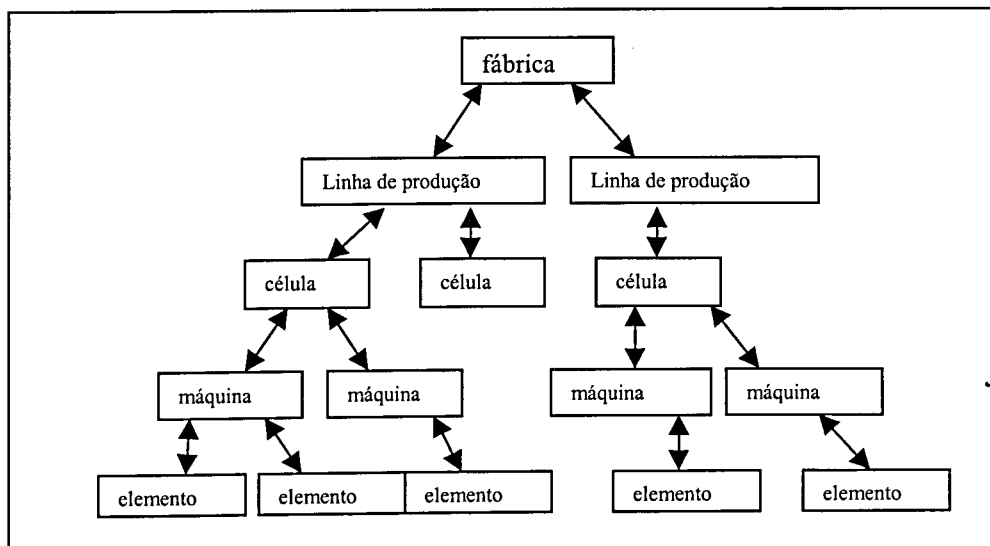 fábrica
Linha de produção
Linha de produção
célula
célula
célula
máquina
máquina
máquina
máquina
elemento
elemento
elemento
elemento
elemento